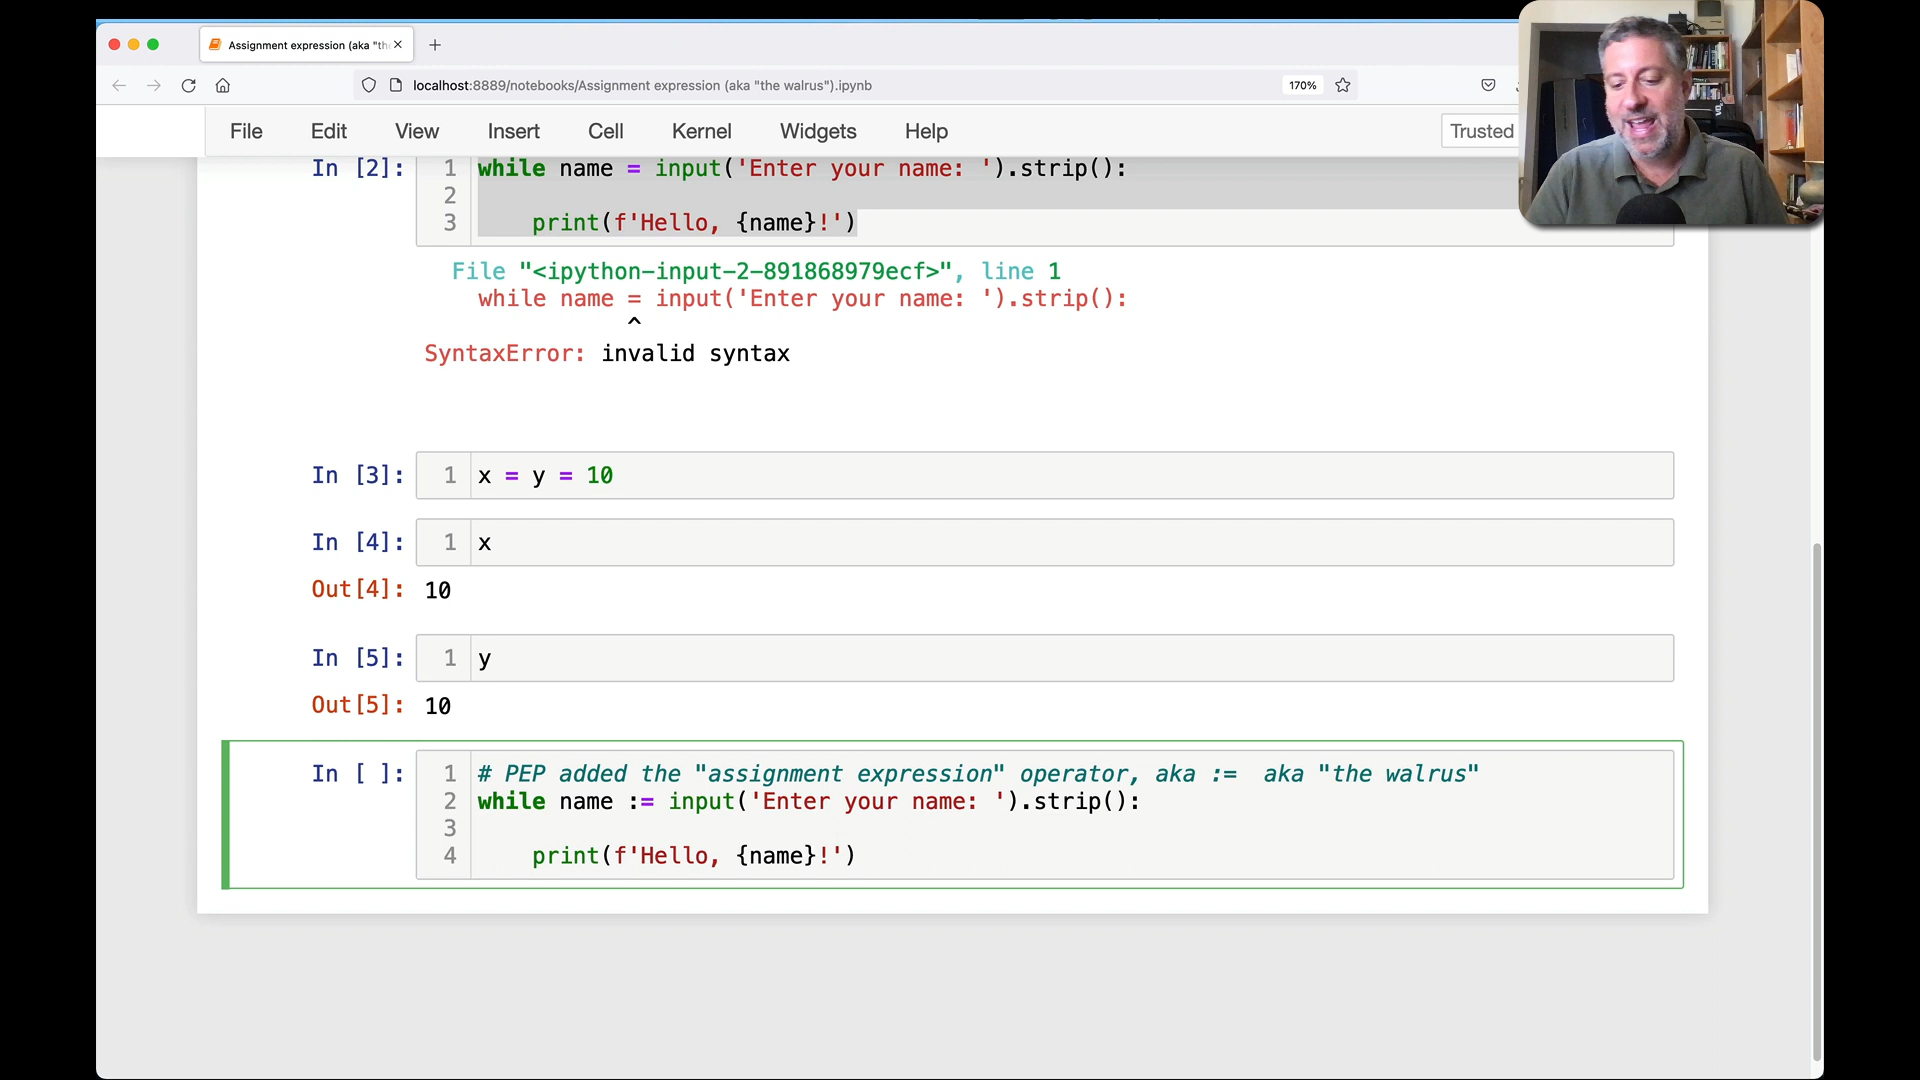 Assignment expression (aka "th
localhost:8889/notebooks/Assignment expression (aka "the walrus").ipynb
170%
File Edit View Insert Cell Kernel Widgets Help
Trusted
In [2]:
1 while name = input('Enter your name: ').strip():
2
3 print(f'Hello, {name}!')
File "<ipython-input-2-891868979ecf>", line 1
while name = input('Enter your name: ').strip():
^
SyntaxError: invalid syntax
In [3]: 1 x = y = 10
In [4]: 1 x
Out[4]: 10
In [5]: 1 y
Out[5]: 10
In [ ]: 1 # PEP added the "assignment expression" operator, aka :=  aka "the walrus"
2 while name := input('Enter your name: ').strip():
3
4 print(f'Hello, {name}!')